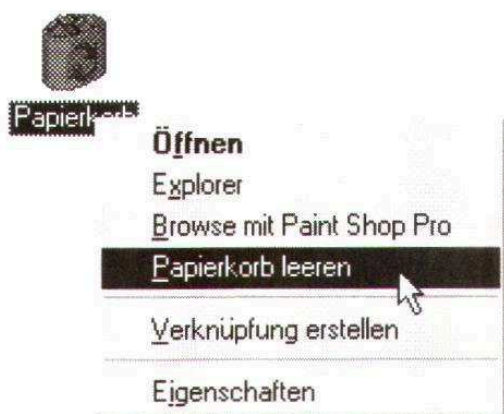 Papierkorb
Öffnen
Explorer
Browse mit Paint Shop Pro
Papierkorb leeren
Verknüpfung erstellen
Eigenschaften